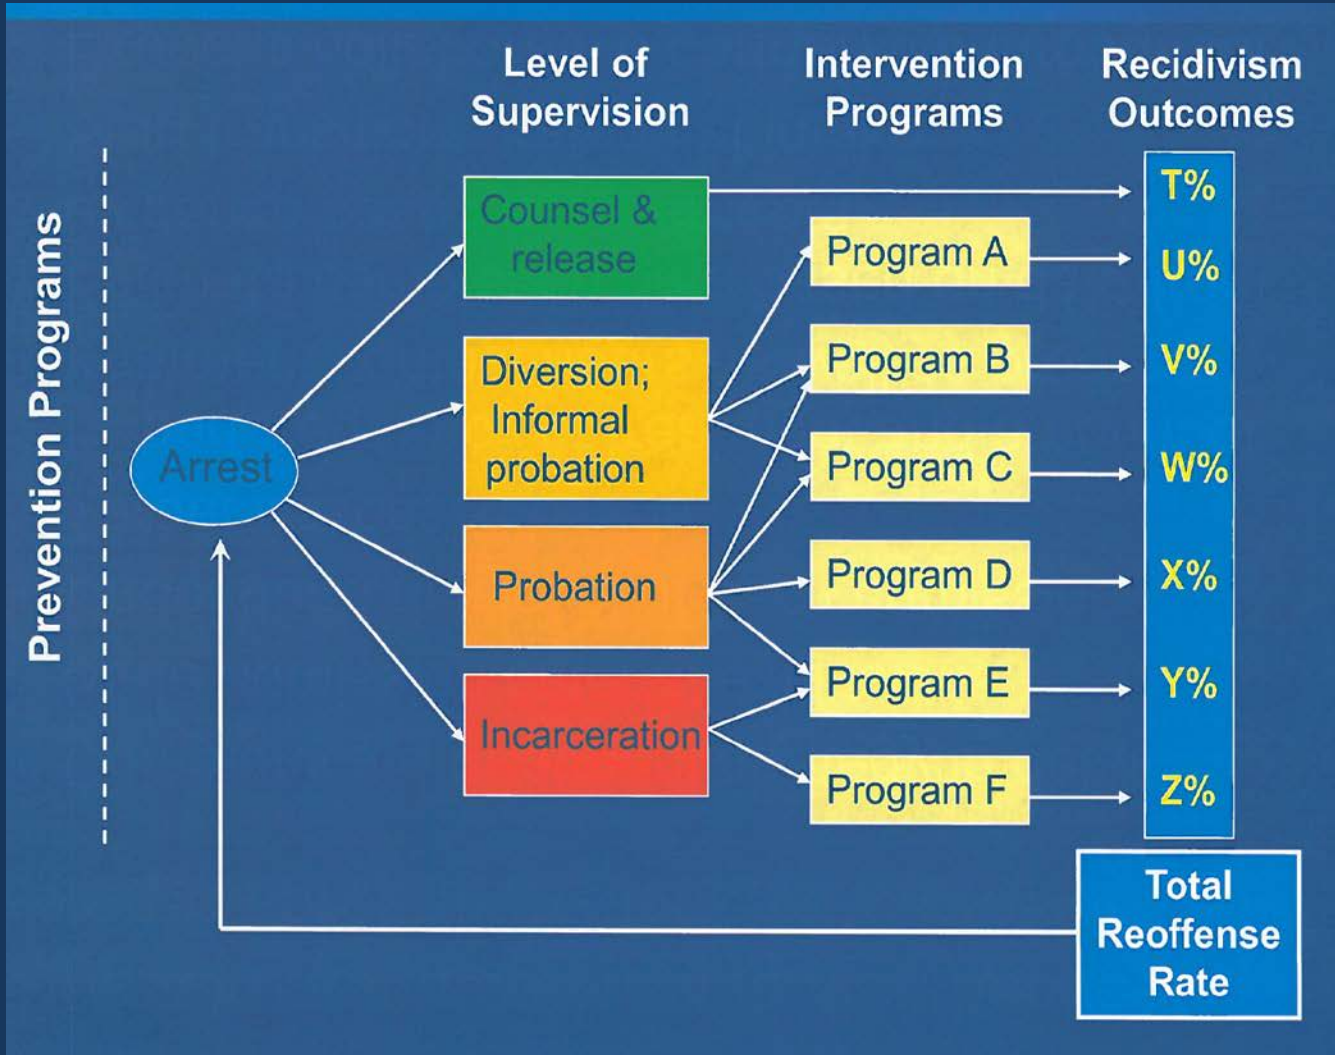 Level of
Supervision
Intervention
Programs
Recidivism
Outcomes
Prevention Programs
Arrest
Counsel &
release
Diversion;
Informal
probation
Probation
Incarceration
Program A
Program B
Program C
Program D
Program E
Program F
T%
U%
V%
W%
X%
Y%
Z%
Total
Reoffense
Rate